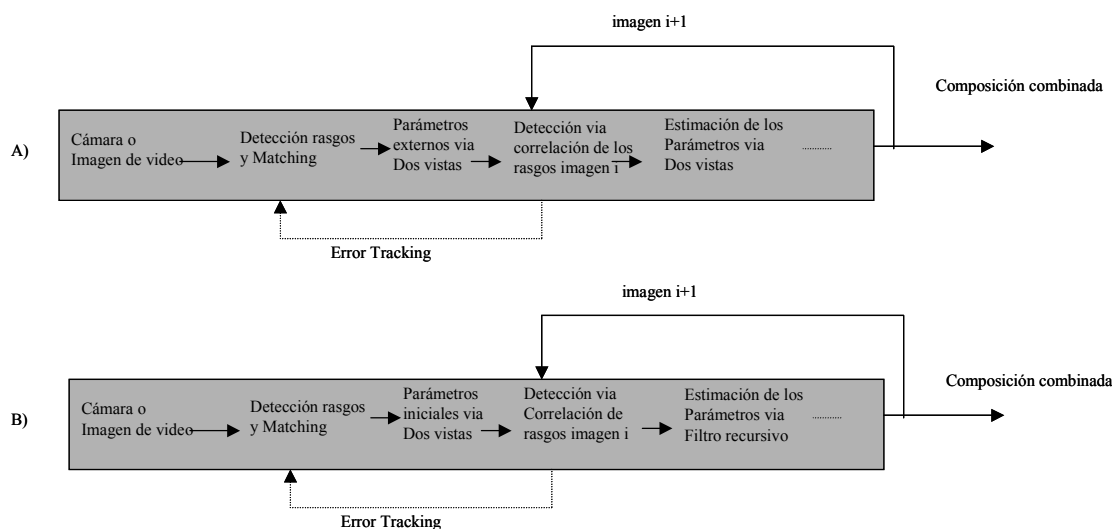 imagen i+1
Composición combinada
A)
Cámara o
Imagen de video
Detección rasgos
y Matching
Parámetros
externos via
Dos vistas
Detección via
correlación de los
rasgos imagen i
Estimación de los
Parámetros via
Dos vistas
............
Error Tracking
imagen i+1
Composición combinada
B)
Cámara o
Imagen de video
Detección rasgos
y Matching
Parámetros
iniciales via
Dos vistas
Detección via
Correlación de
rasgos imagen i
Estimación de los
Parámetros via
Filtro recursivo
............
Error Tracking